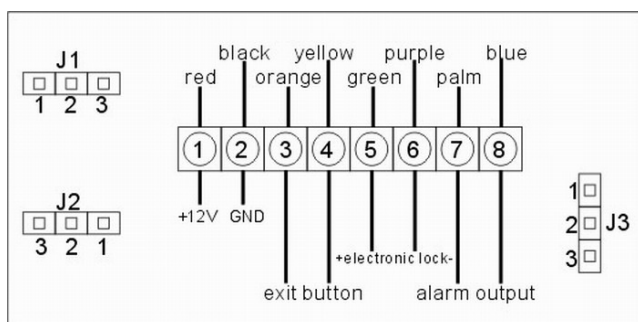 J1
1 2 3
black yellow purple blue
red orange green palm
1 2 3 4 5 6 7 8
+12V GND
+electronic lock-
exit button alarm output
J2
3 2 1
1
2 J3
3